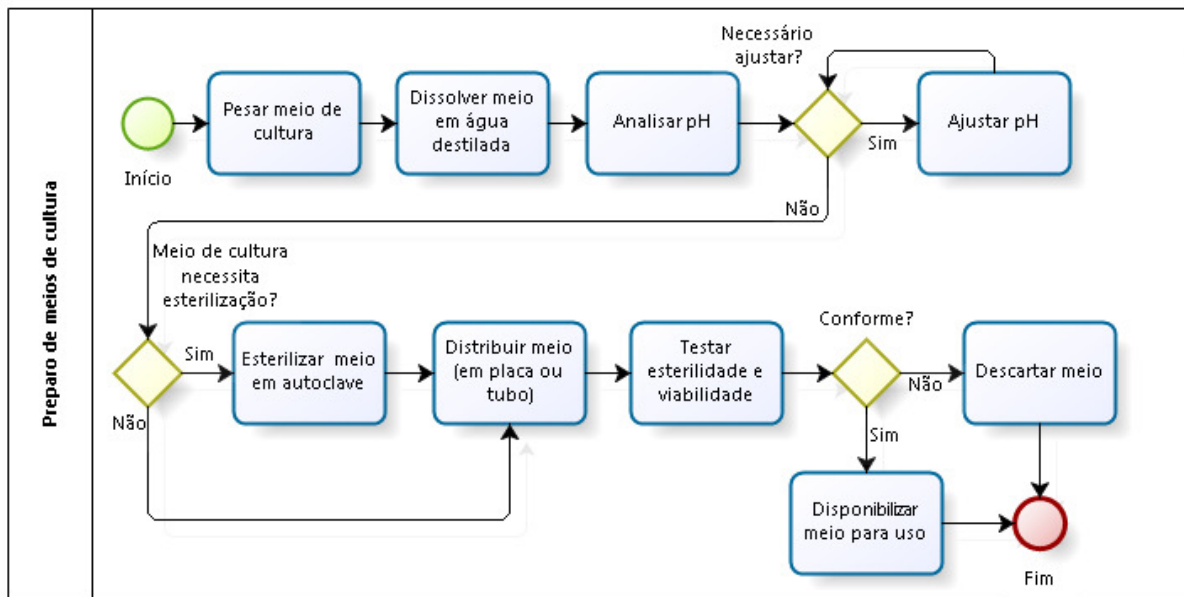 Preparo de meios de cultura
Início
Pesar meio de
cultura
Dissolver meio
em água
destilada
Analisar pH
Necessário
ajustar?
Sim
Ajustar pH
Não
Meio de cultura
necessita
esterilização?
Sim
Não
Esterilizar meio
em autoclave
Distribuir meio
(em placa ou
tubo)
Testar
esterilidade e
viabilidade
Conforme?
Não
Descartar meio
Sim
Disponibilizar
meio para uso
Fim